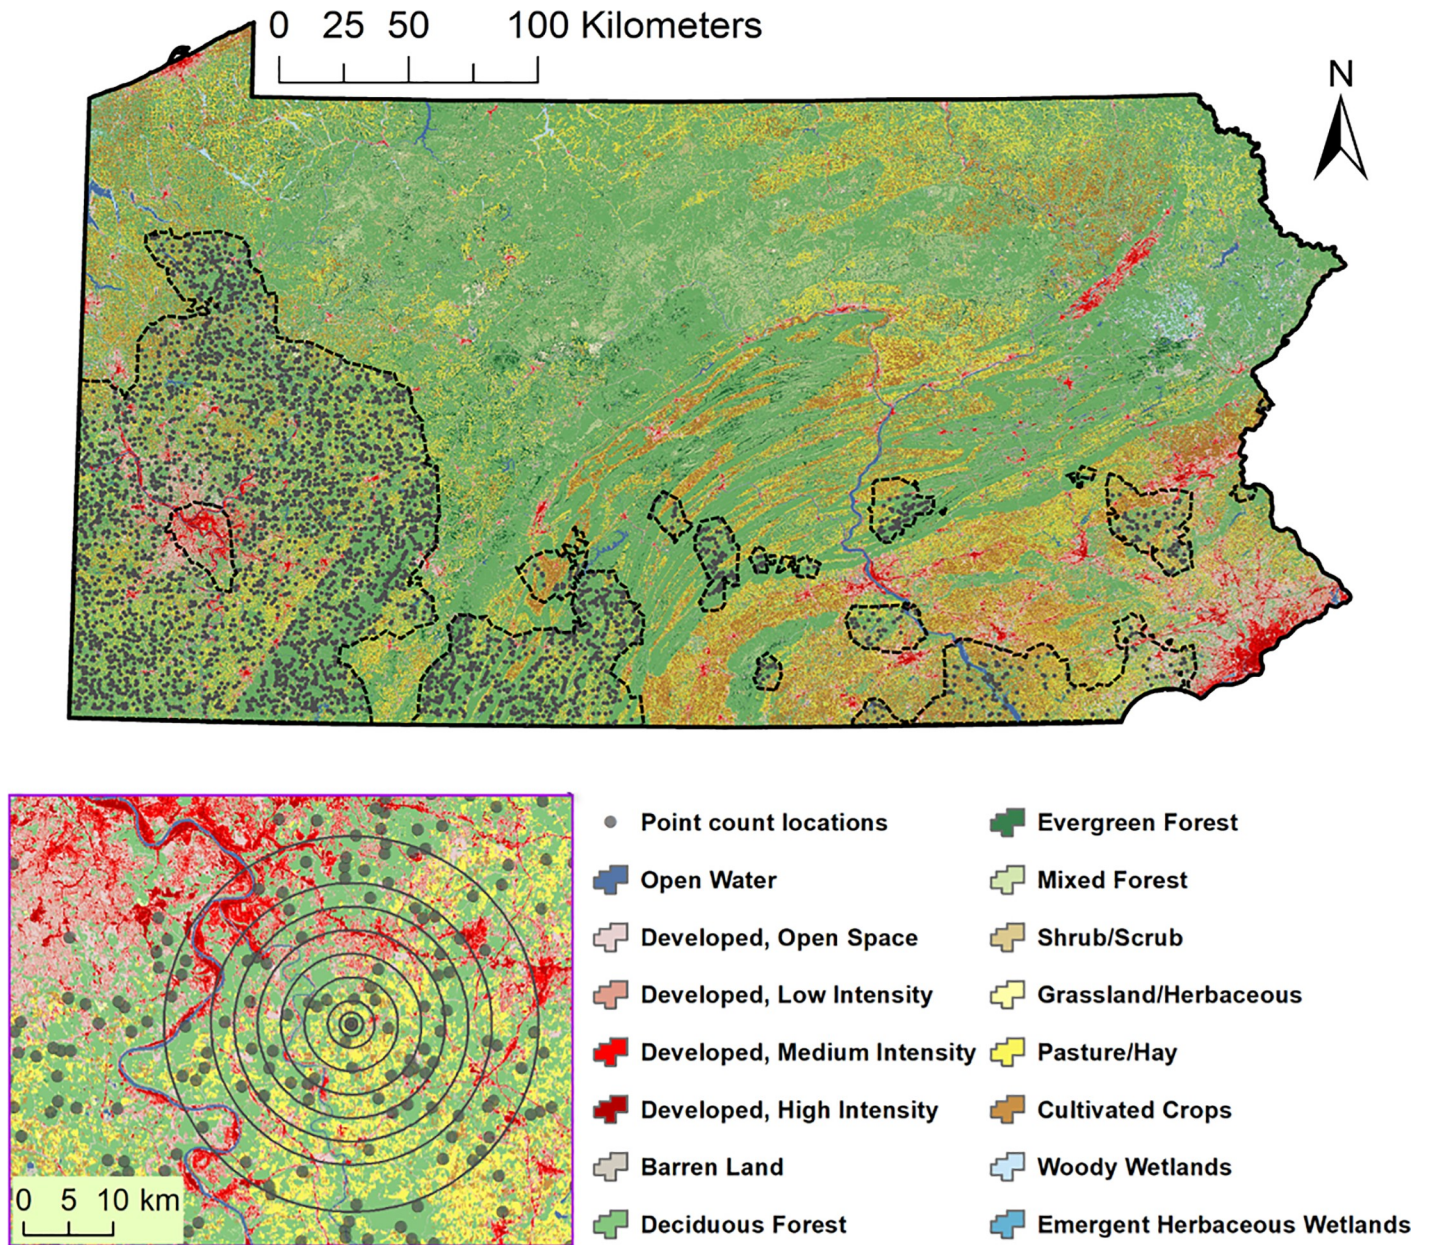 0 25 50 100 Kilometers
N
0 5 10 km
Point count locations
Open Water
Developed, Open Space
Developed, Low Intensity
Developed, Medium Intensity
Developed, High Intensity
Barren Land
Deciduous Forest
Evergreen Forest
Mixed Forest
Shrub/Scrub
Grassland/Herbaceous
Pasture/Hay
Cultivated Crops
Woody Wetlands
Emergent Herbaceous Wetlands